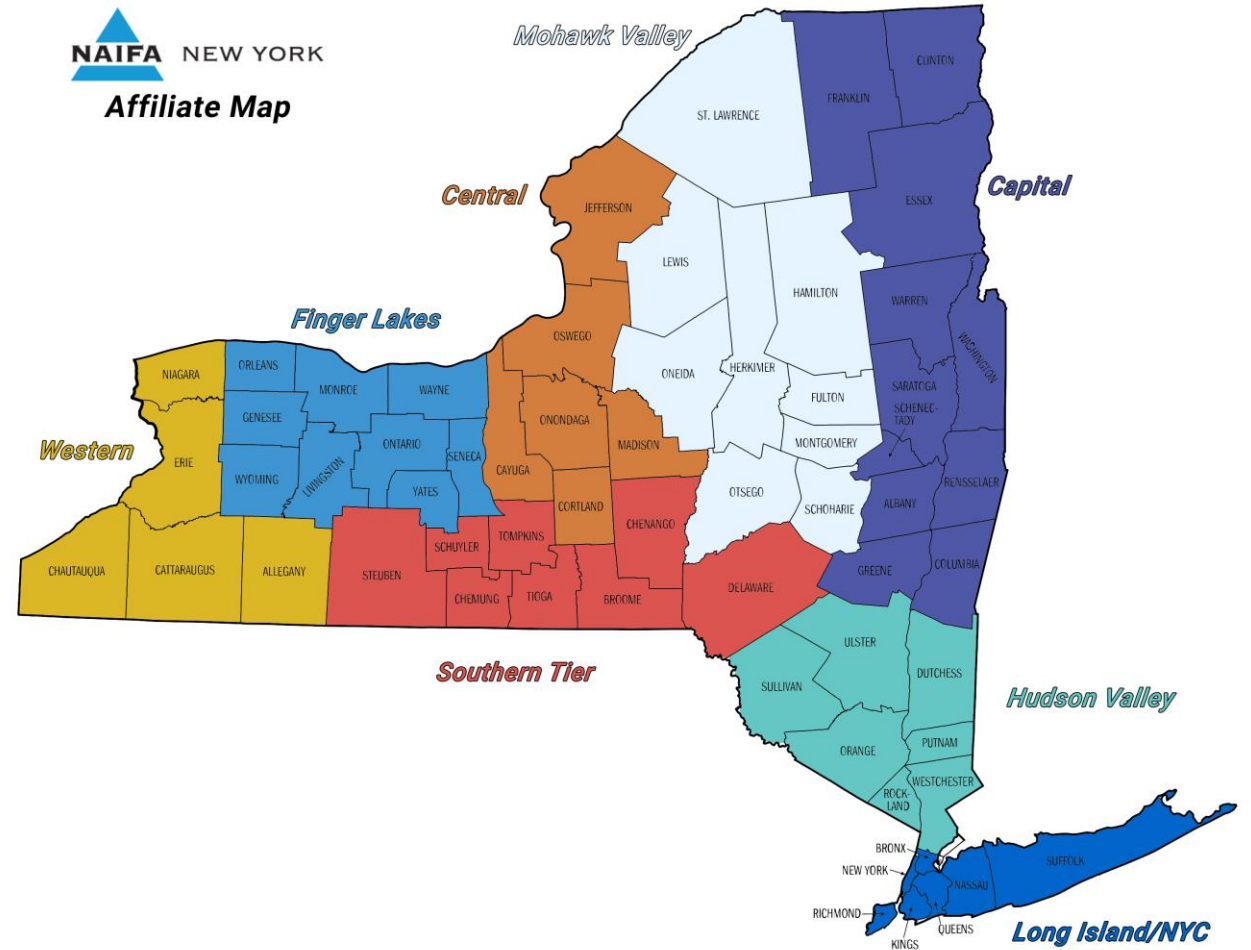 NAIFA NEW YORK
Affiliate Map
Mohawk Valley
CLINTON
FRANKLIN
ST. LAWRENCE
Central
Capital
ESSEX
JEFFERSON
LEWIS
HAMILTON
WARREN
WASHINGTON
Finger Lakes
OSWEGO
ONEIDA
HERKIMER
NIAGARA
ORLEANS
MONROE
WAYNE
SARATOGA
FULTON
SCHENEC-
TADY
GENESEE
ONONDAGA
MONTGOMERY
Western
ONTARIO
MADISON
ERIE
SENECA
CAYUGA
WYOMING
LIVINGSTON
YATES
RENSSELAER
OTSEGO
CORTLAND
SCHOHARIE
ALBANY
CHENANGO
TOMPKINS
SCHUYLER
COLUMBIA
CHAUTAUQUA
CATTARAUGUS
ALLEGANY
STEUBEN
GREENE
DELAWARE
CHEMUNG
TIOGA
BROOME
ULSTER
Southern Tier
DUTCHESS
SULLIVAN
Hudson Valley
PUTNAM
ORANGE
WESTCHESTER
ROCK-
LAND
BRONX
SUFFOLK
NEW YORK
NASSAU
RICHMOND
QUEENS
KINGS
Long Island/NYC